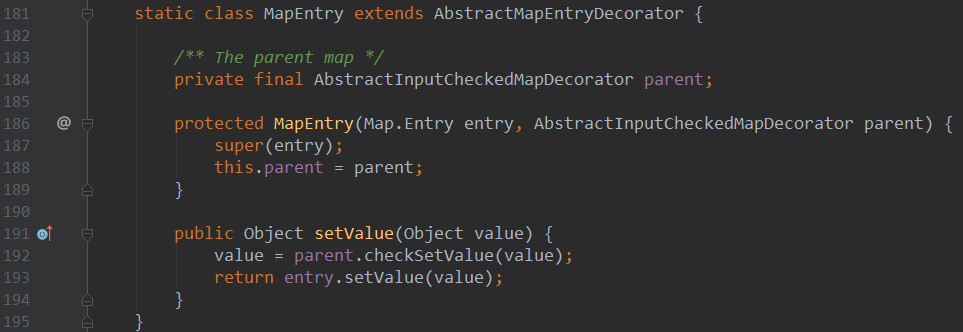 181 static class MapEntry extends AbstractMapEntryDecorator {
182
183 /** The parent map */
184 private final AbstractInputCheckedMapDecorator parent;
185
186 @ protected MapEntry(Map.Entry entry, AbstractInputCheckedMapDecorator parent) {
187 super(entry);
188 this.parent = parent;
189 }
190
191 public Object setValue(Object value) {
192 value = parent.checkSetValue(value);
193 return entry.setValue(value);
194 }
195 }